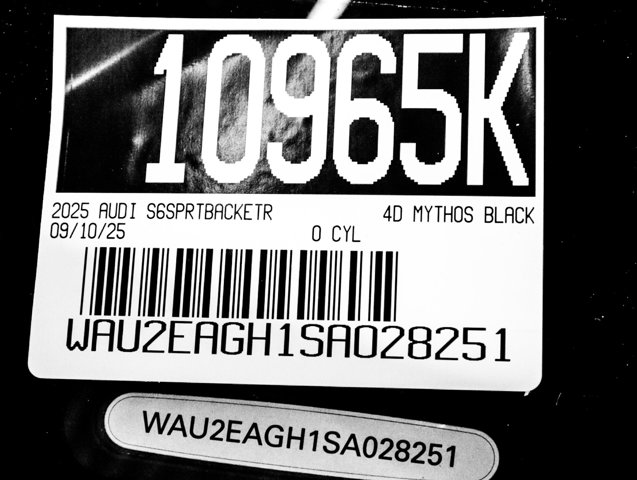 10965K
2025 AUDI S6SPRTBACKETR 4D MYTHOS BLACK
09/10/25 0 CYL
WAU2EAGH1SA028251
WAU2EAGH1SA028251